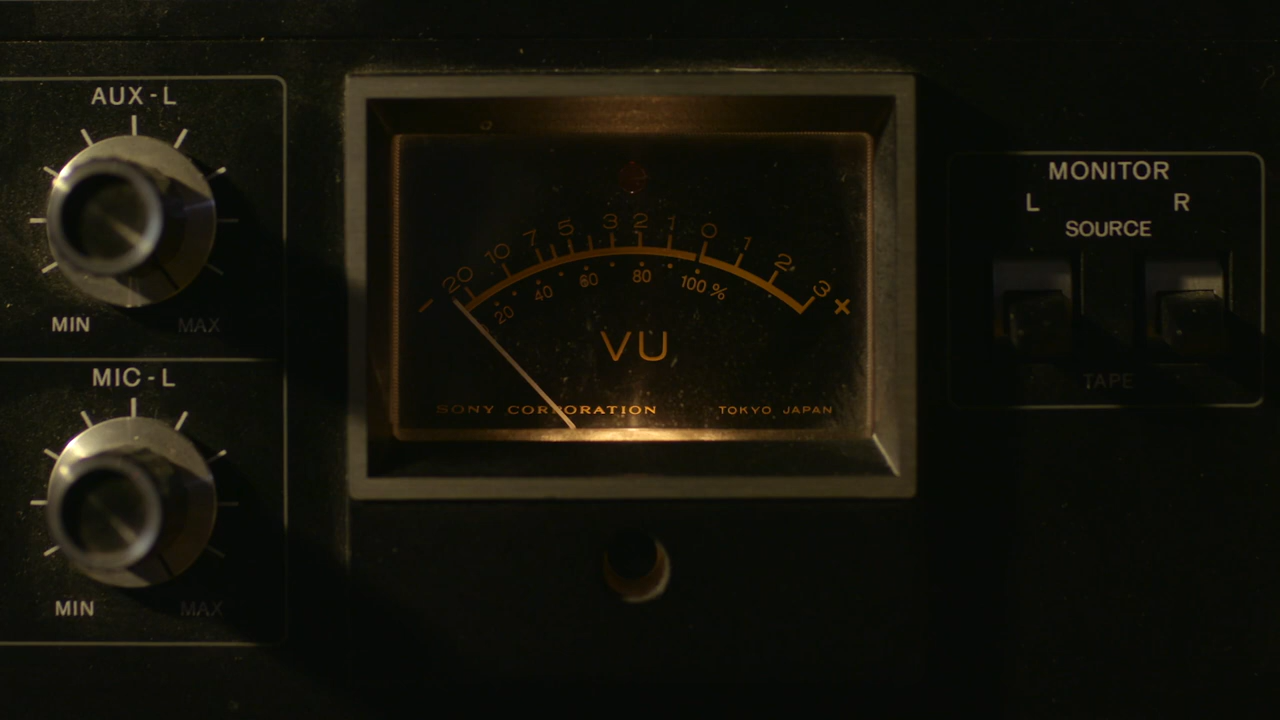 AUX-L
MIN MAX
MIC-L
MIN MAX
- 20 10 7 5 3 2 1 0 1 2 3 +
20 40 60 80 100 %
VU
SONY CORPORATION TOKYO JAPAN
MONITOR
L R
SOURCE
TAPE